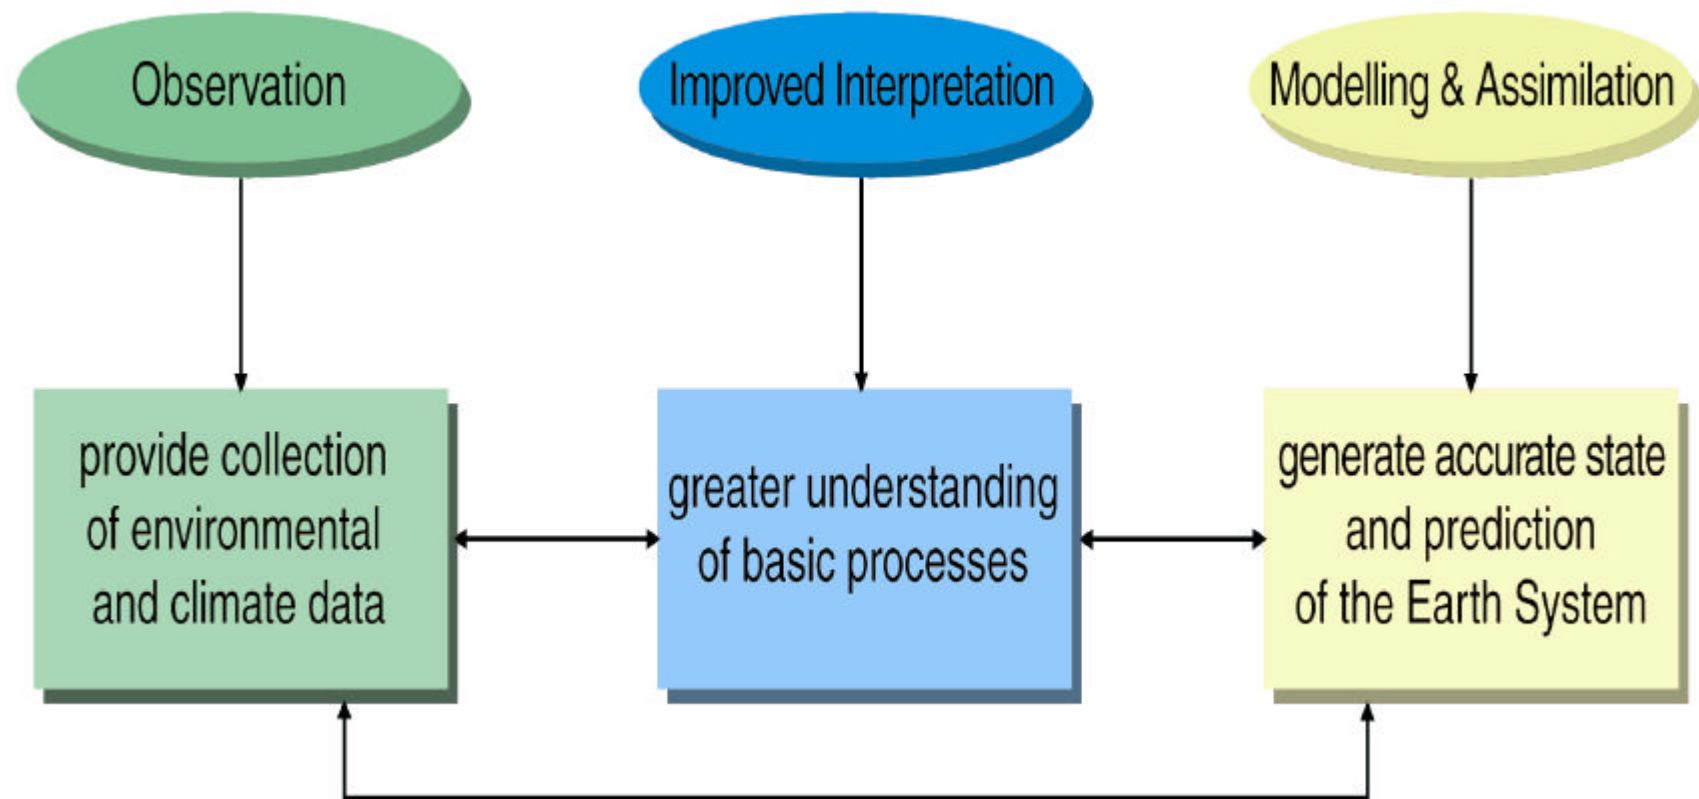 Observation
Improved Interpretation
Modelling & Assimilation
provide collection
of environmental
and climate data
greater understanding
of basic processes
generate accurate state
and prediction
of the Earth System